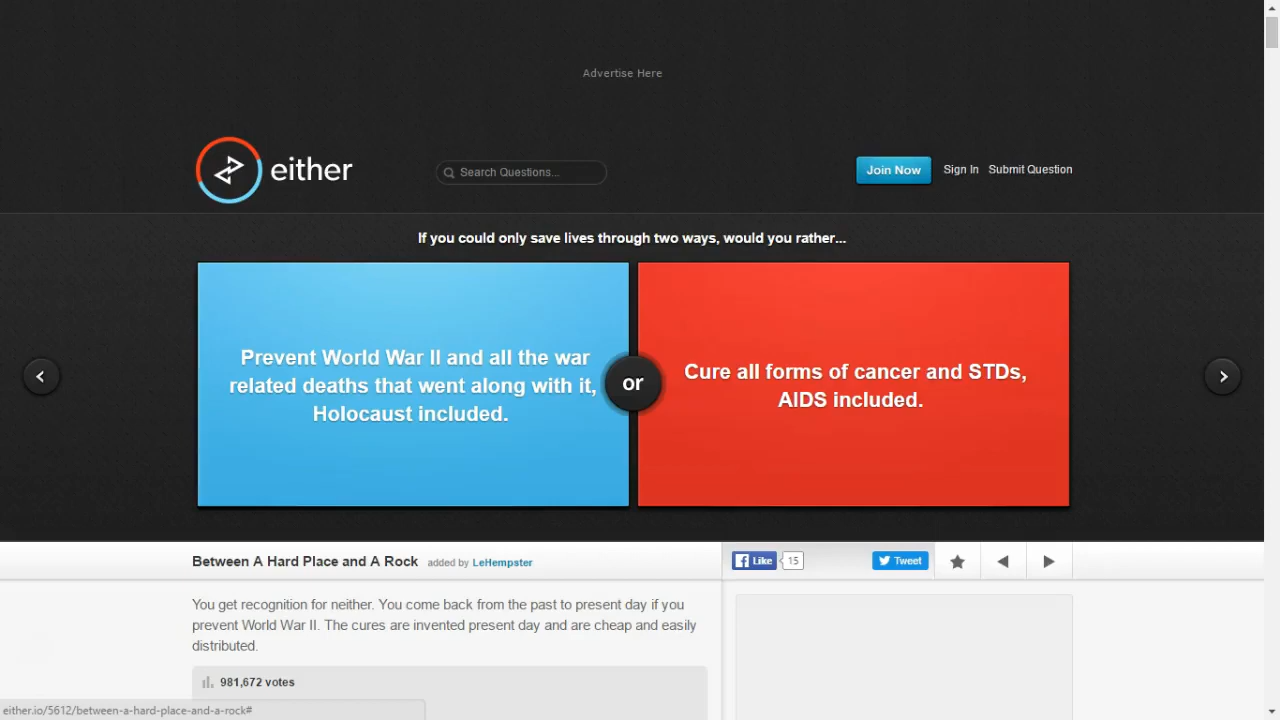 Advertise Here
either
Search Questions...
Join Now
Sign In
Submit Question
If you could only save lives through two ways, would you rather...
Prevent World War II and all the war
related deaths that went along with it,
Holocaust included.
or
Cure all forms of cancer and STDs,
AIDS included.
Between A Hard Place and A Rock added by LeHempster
Like 15
Tweet
You get recognition for neither. You come back from the past to present day if you
prevent World War II. The cures are invented present day and are cheap and easily
distributed.
981,672 votes
either.io/5612/between-a-hard-place-and-a-rock#